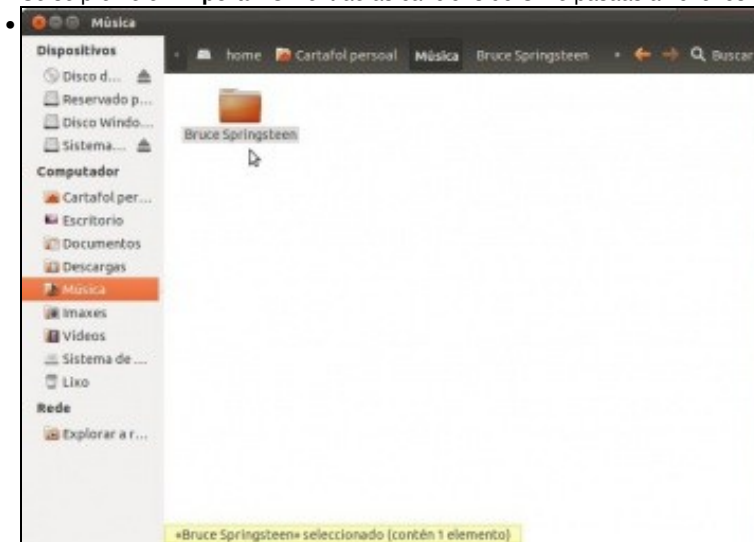 Música
home Cartafol persoal Música Bruce Springsteen Buscar
Dispositivos
Disco d...
Reservado p...
Disco Windo...
Sistema...
Computador
Cartafol per...
Escritorio
Documentos
Descargas
Música
Imaxes
Vídeos
Sistema de ...
Lixo
Rede
Explorar a r...
Bruce Springsteen
«Bruce Springsteen» seleccionado (contén 1 elemento)